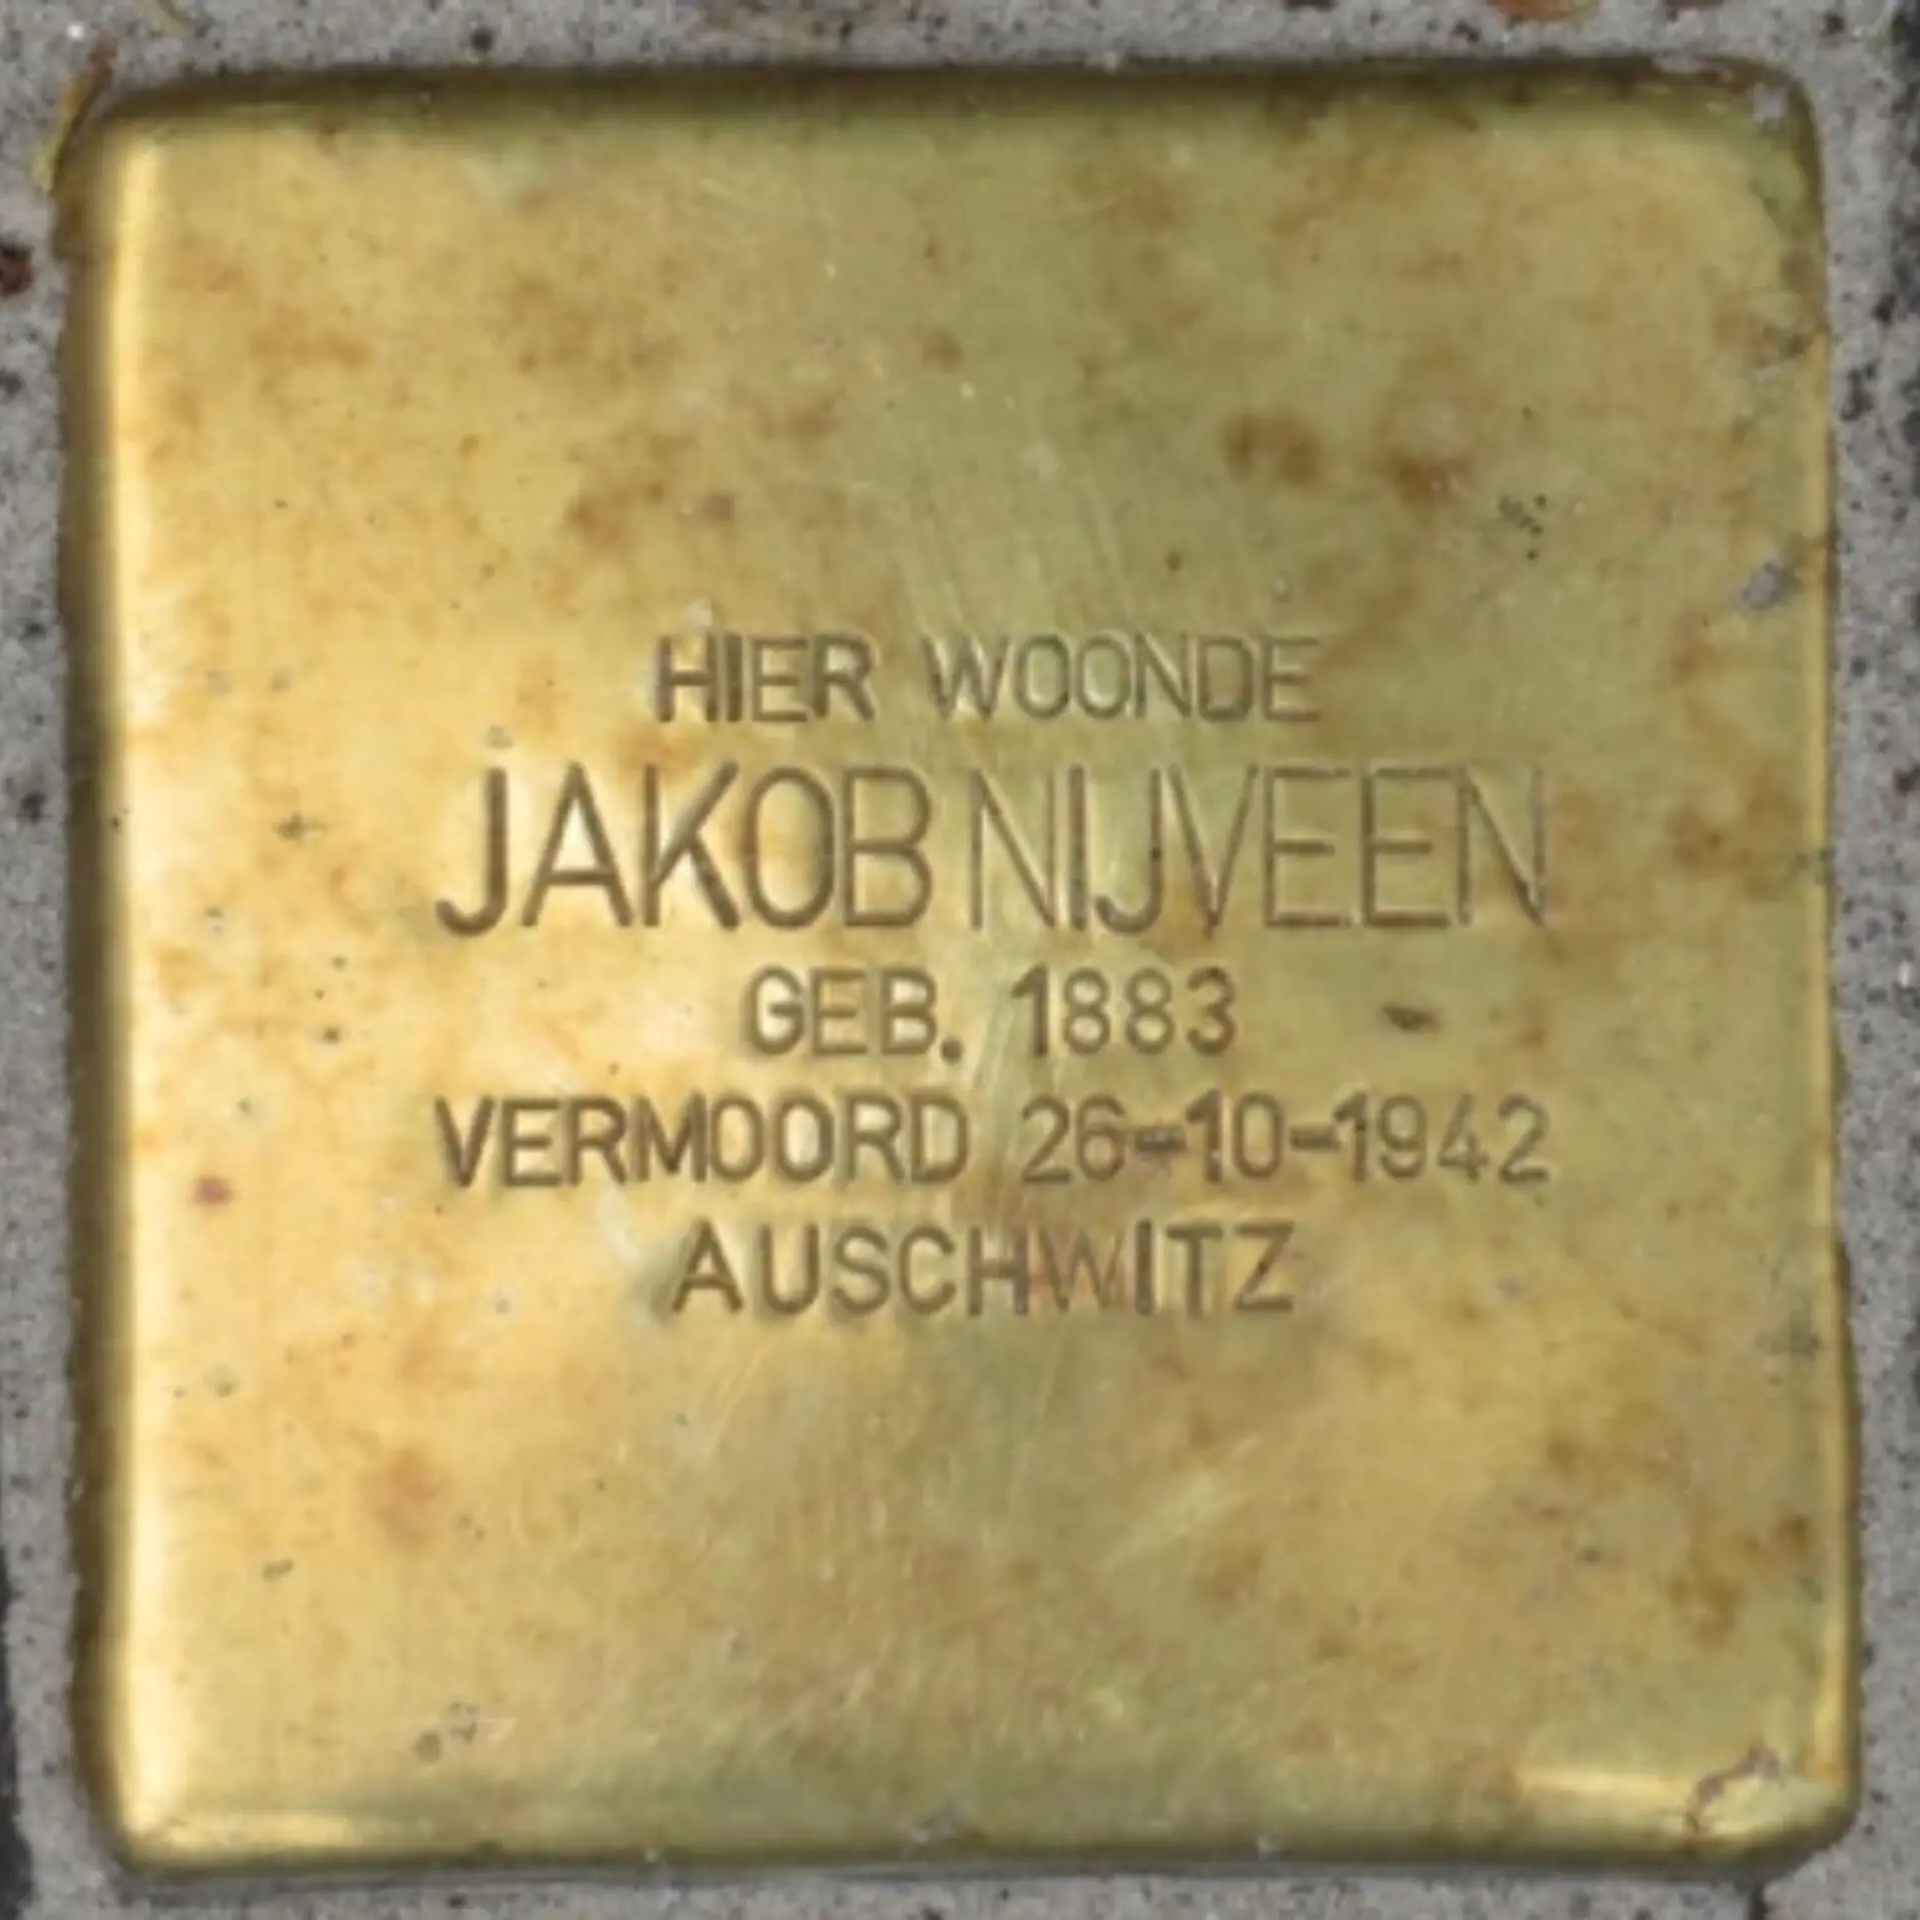 HIER WOONDE
JAKOB NIJVEEN
GEB. 1883
VERMOORD 26-10-1942
AUSCHWITZ